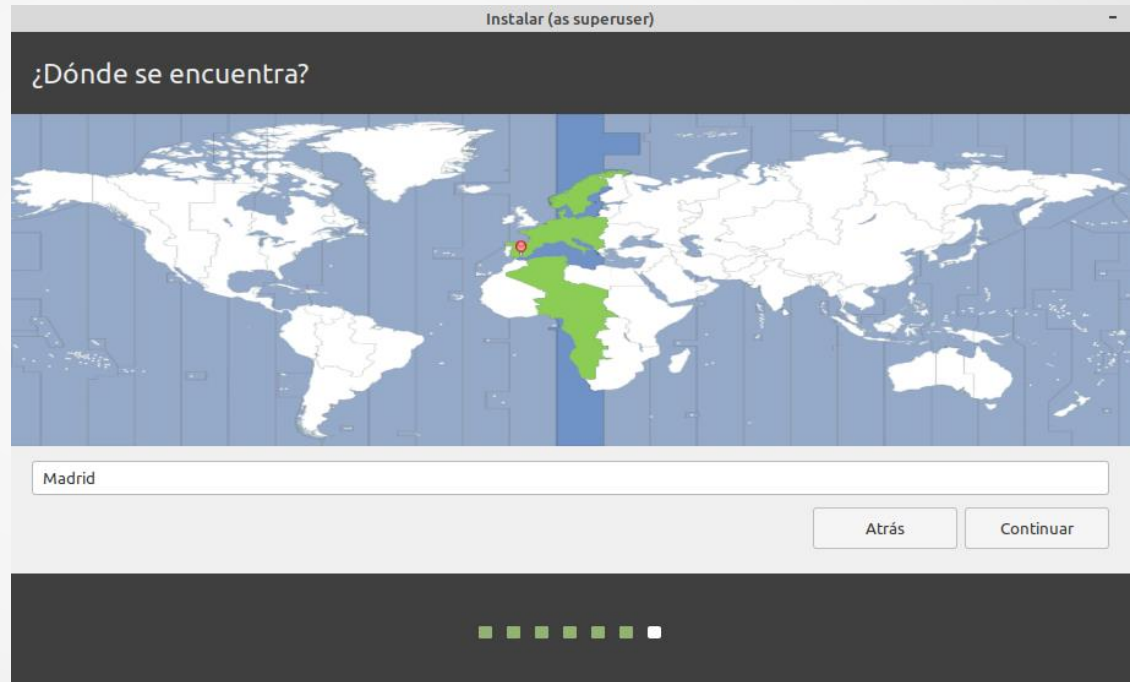 Instalar (as superuser)
¿Dónde se encuentra?
Madrid
Atrás Continuar